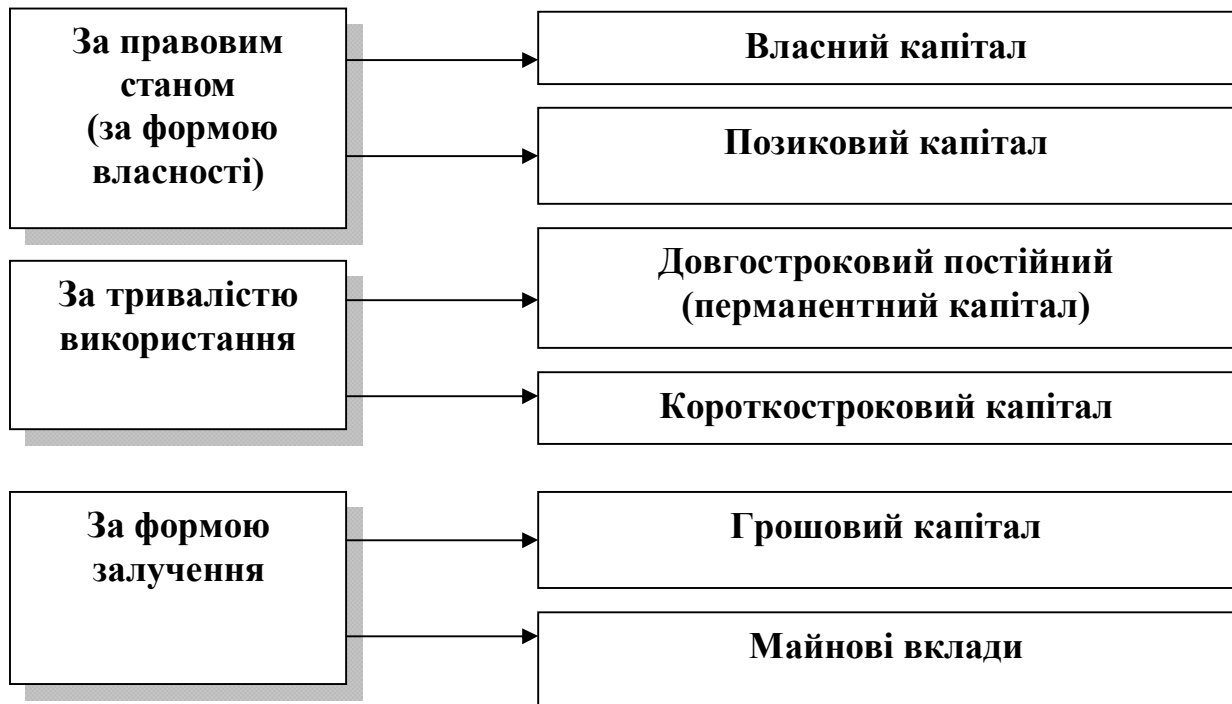 За правовим
станом
(за формою
власності)
Власний капітал
Позиковий капітал
За тривалістю
використання
Довгостроковий постійний
(перманентний капітал)
Короткостроковий капітал
За формою
залучення
Грошовий капітал
Майнові вклади